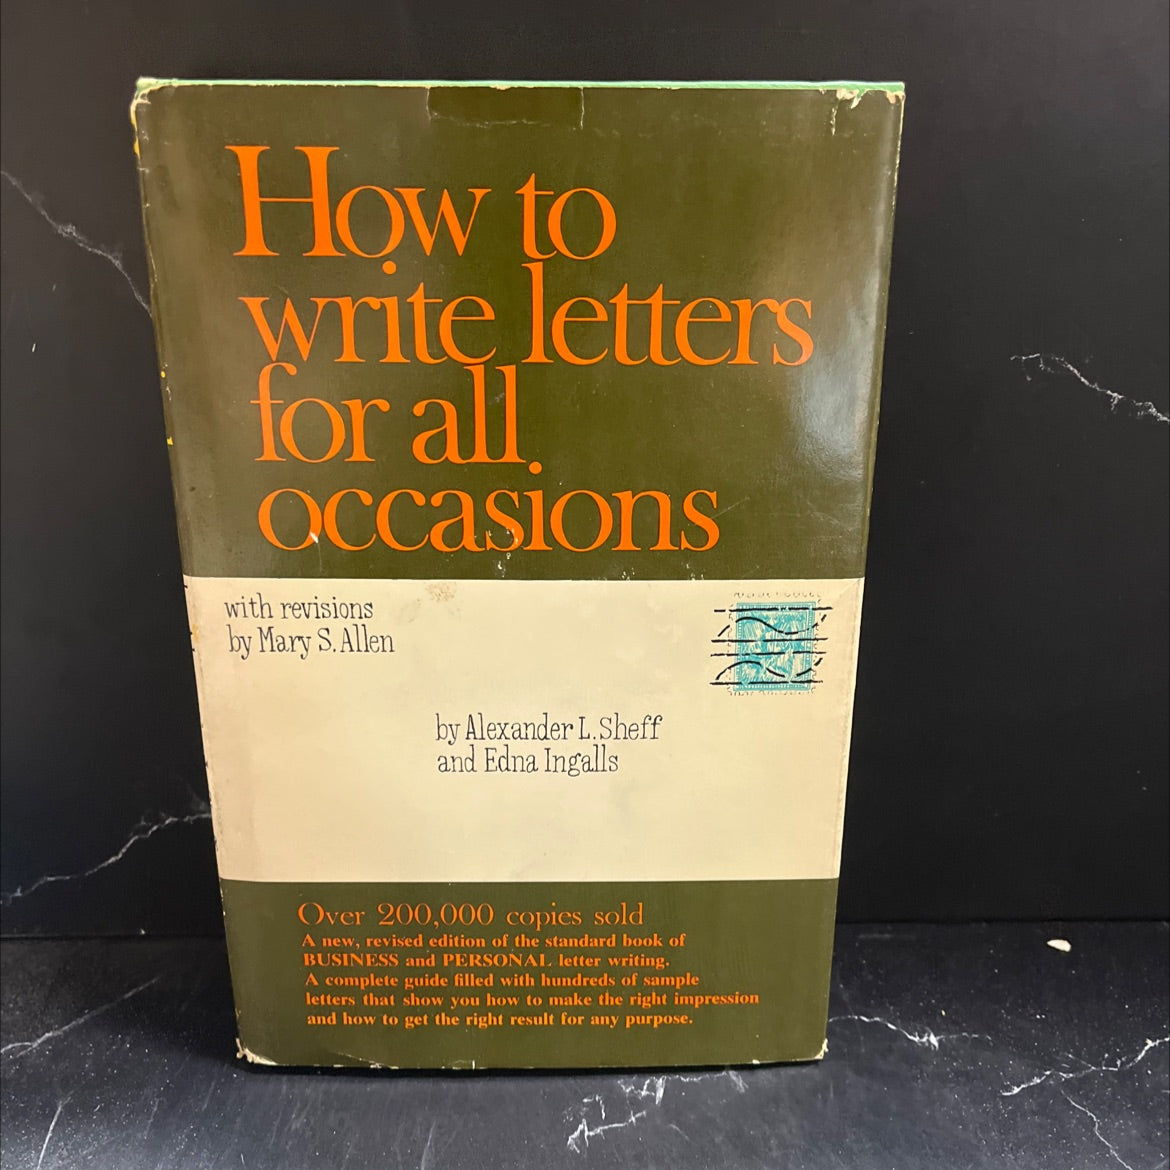 How to
write letters
for all
occasions
with revisions
by Mary S. Allen
by Alexander L. Sheff
and Edna Ingalls
Over 200,000 copies sold
A new, revised edition of the standard book of
BUSINESS and PERSONAL letter writing.
A complete guide filled with hundreds of sample
letters that show you how to make the right impression
and how to get the right result for any purpose.